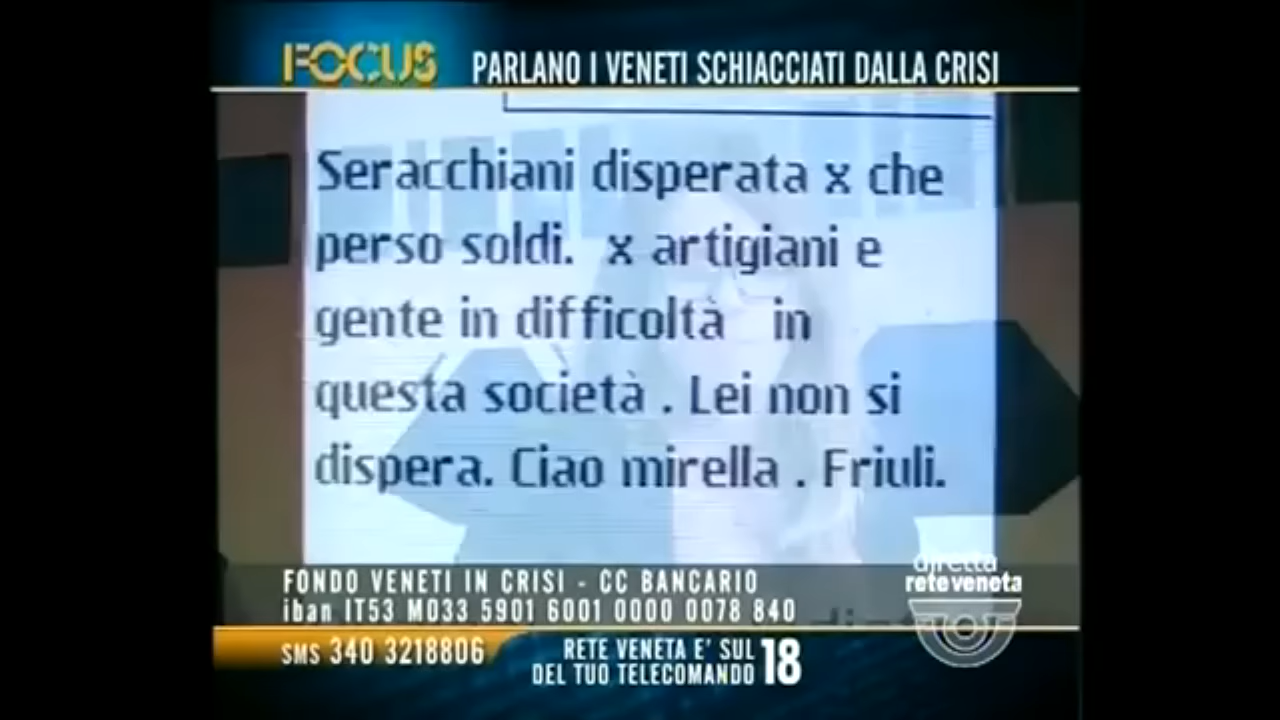 FOCUS
PARLANO I VENETI SCHIACCIATI DALLA CRISI
Seracchiani disperata x che
perso soldi.  x artigiani e
gente in difficoltà   in
questa società . Lei non si
dispera. Ciao mirella . Friuli.
FONDO VENETI IN CRISI - CC BANCARIO
iban IT53 M033 5901 6001 0000 0078 840
diretta
reteveneta
SMS 340 3218806
RETE VENETA E' SUL
DEL TUO TELECOMANDO 18